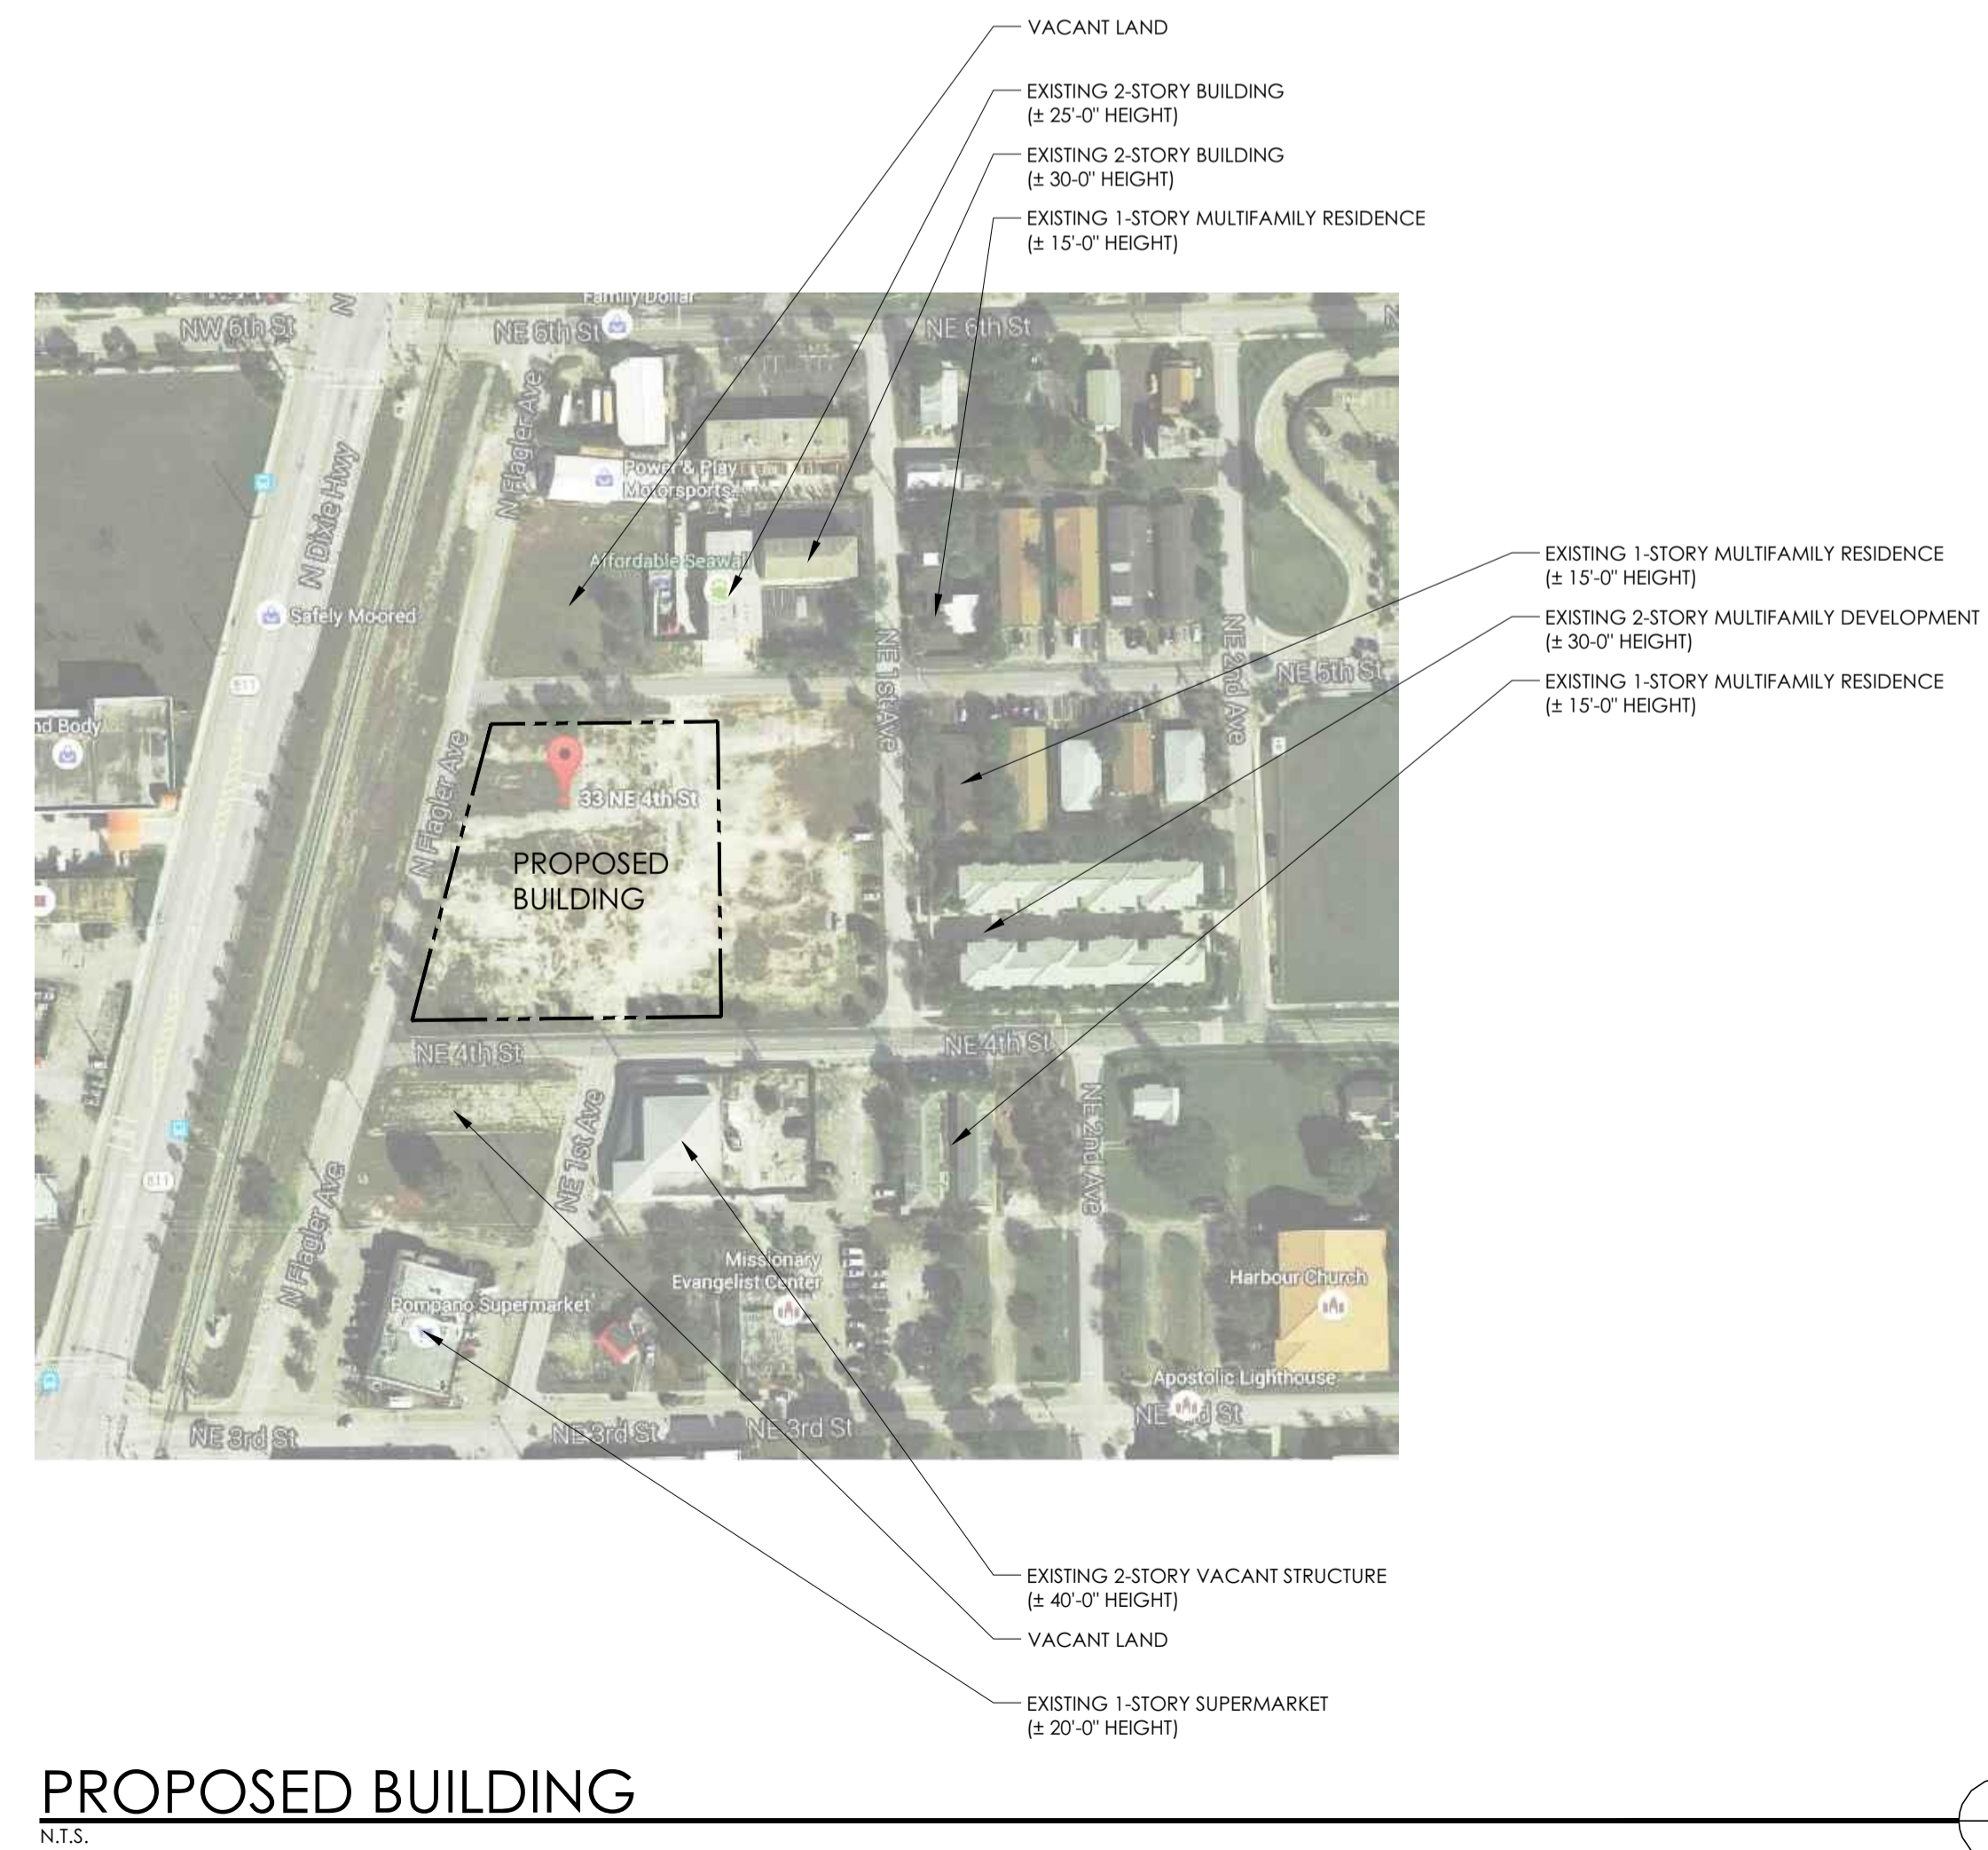 VACANT LAND
EXISTING 2-STORY BUILDING
(± 25'-0" HEIGHT)
EXISTING 2-STORY BUILDING
(± 30-0" HEIGHT)
EXISTING 1-STORY MULTIFAMILY RESIDENCE
(± 15'-0" HEIGHT)
Family Dollar
NW 6th St
N
NE 6th St
NE 6th St
N
N Flagler Ave
Power & Play
Motorsports
N Dixie Hwy
Affordable Seawall
Safely Moored
EXISTING 1-STORY MULTIFAMILY RESIDENCE
(± 15'-0" HEIGHT)
EXISTING 2-STORY MULTIFAMILY DEVELOPMENT
(± 30-0" HEIGHT)
EXISTING 1-STORY MULTIFAMILY RESIDENCE
(± 15'-0" HEIGHT)
NE 1st Ave
NE 2nd Ave
NE 5th St
811
nd Body
N Flagler Ave
33 NE 4th St
PROPOSED
BUILDING
NE 4th St
NE 4th St
NE 1st Ave
NE 2nd Ave
811
N Flagler Ave
Missionary
Evangelist Center
Harbour Church
Pompano Supermarket
Apostolic Lighthouse
NE 3rd St
NE 3rd St
NE 3rd St
NE rd St
EXISTING 2-STORY VACANT STRUCTURE
(± 40'-0" HEIGHT)
VACANT LAND
EXISTING 1-STORY SUPERMARKET
(± 20'-0" HEIGHT)
PROPOSED BUILDING
N.T.S.